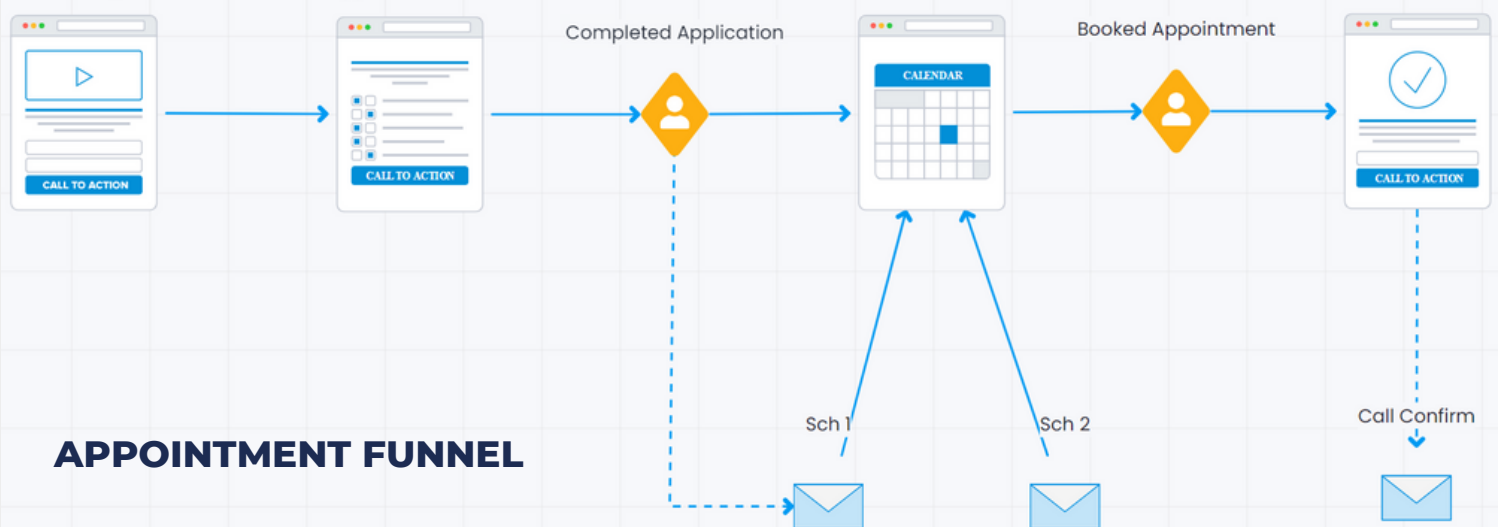 Completed Application
Booked Appointment
CALL TO ACTION
CALL TO ACTION
CALENDAR
CALL TO ACTION
Sch 1
Sch 2
Call Confirm
APPOINTMENT FUNNEL